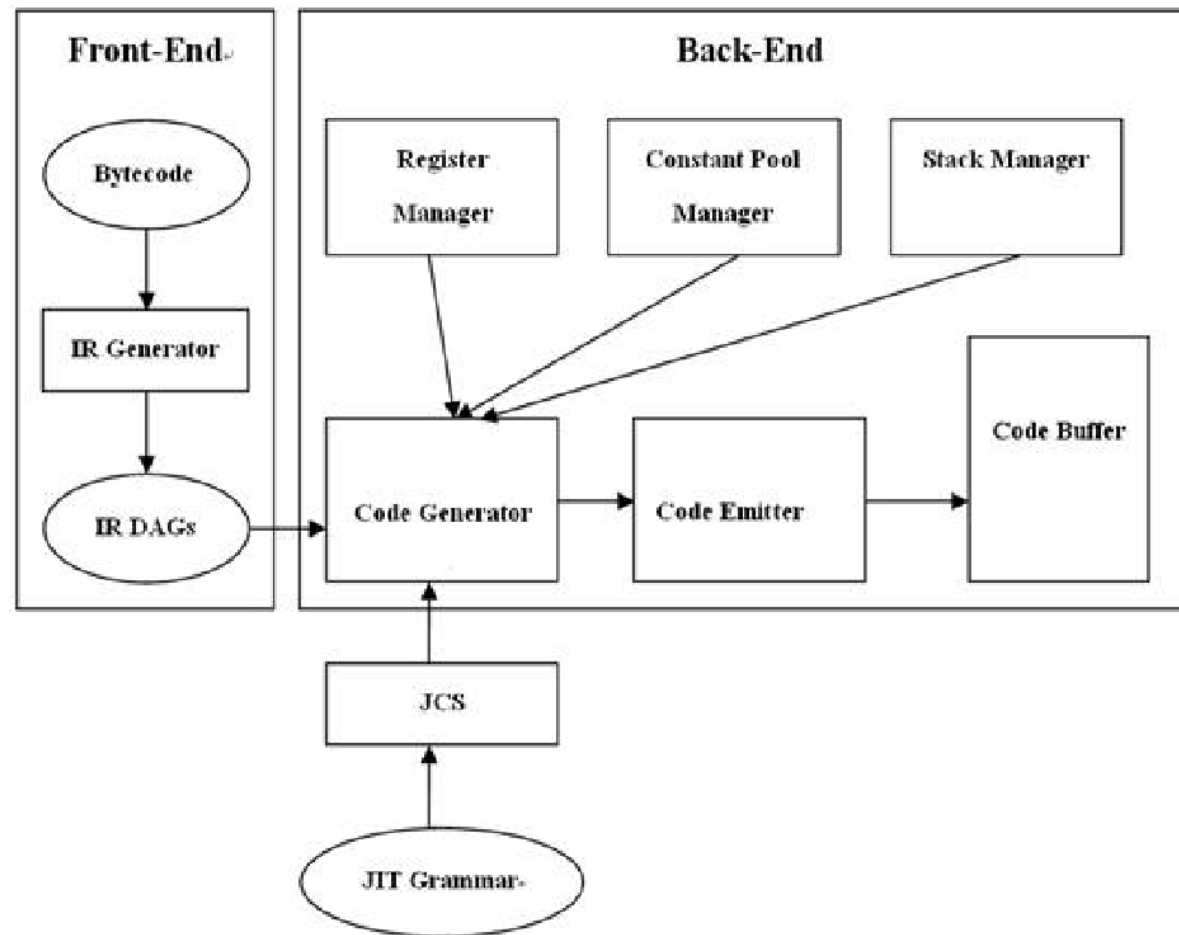 Front-End
Bytecode
IR Generator
IR DAGs
Back-End
Register
Manager
Constant Pool
Manager
Stack Manager
Code Generator
Code Emitter
Code Buffer
JCS
JIT Grammar-